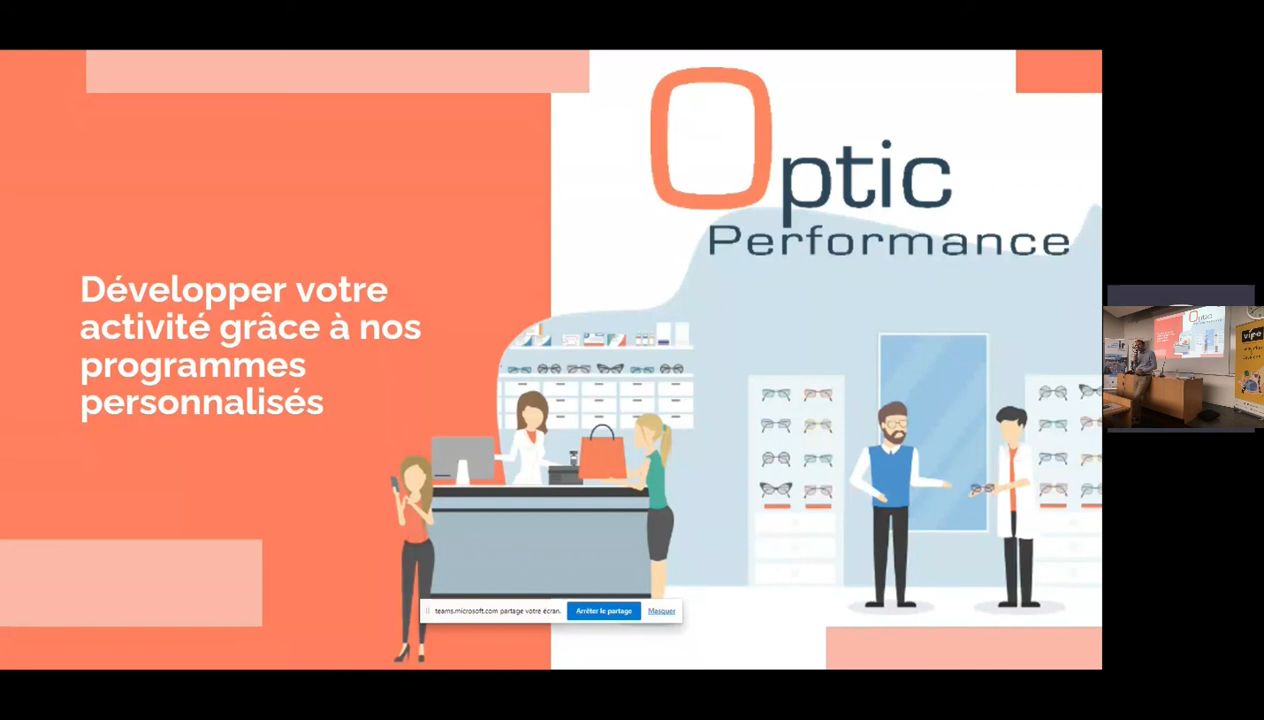 Optic
Performance
Développer votre
activité grâce à nos
programmes
personnalisés
teams.microsoft.com partage votre écran.
Arrêter le partage
Masquer
Optic